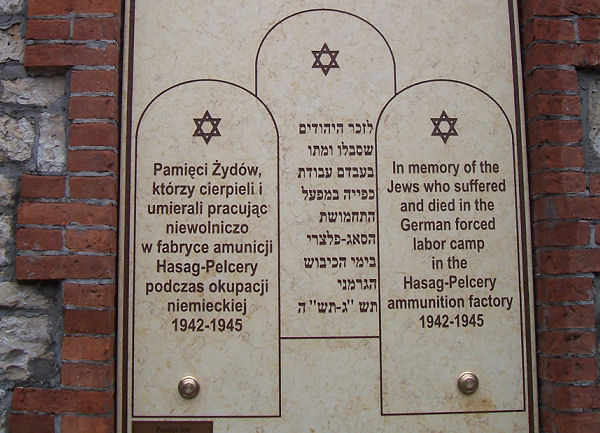 Pamięci Żydów,
którzy cierpieli i
umierali pracując
niewolniczo
w fabryce amunicji
Hasag-Pelcery
podczas okupacji
niemieckiej
1942-1945
לזכר היהודים
שסבלו ומתו
בעבדם עבודת
כפייה במפעל
התחמושת
הסאג-פלצרי
בימי הכיבוש
הגרמני
תש"ג-תש"ה
In memory of the
Jews who suffered
and died in the
German forced
labor camp
in the
Hasag-Pelcery
ammunition factory
1942-1945